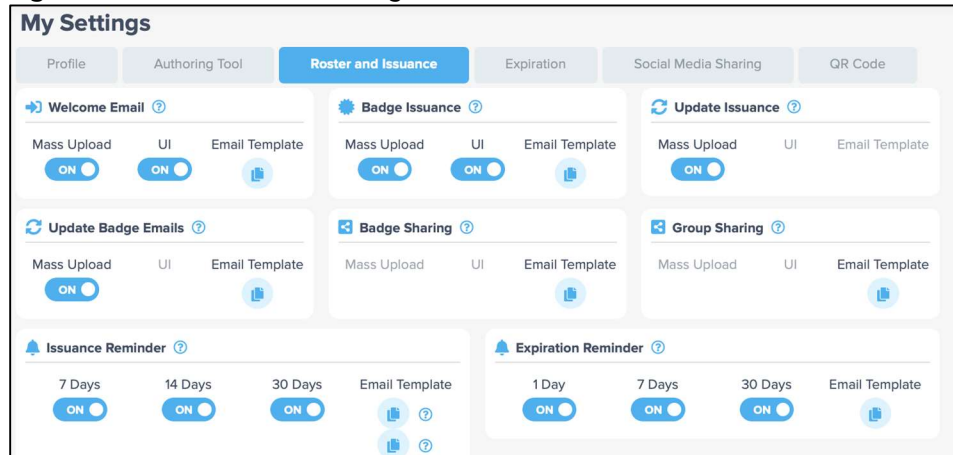 My Settings
Profile Authoring Tool Roster and Issuance Expiration Social Media Sharing QR Code
Welcome Email ? Badge Issuance ? Update Issuance ?
Mass Upload UI Email Template Mass Upload UI Email Template Mass Upload UI Email Template
ON ON ON ON ON
Update Badge Emails ? Badge Sharing ? Group Sharing ?
Mass Upload UI Email Template Mass Upload UI Email Template Mass Upload UI Email Template
ON
Issuance Reminder ? Expiration Reminder ?
7 Days 14 Days 30 Days Email Template 1 Day 7 Days 30 Days Email Template
ON ON ON ? ON ON ON
?